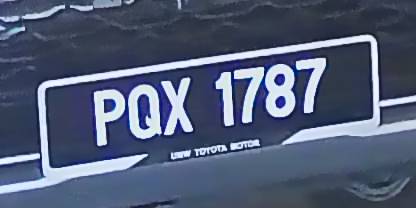 PQX 1787
UMW TOYOTA MOTOR